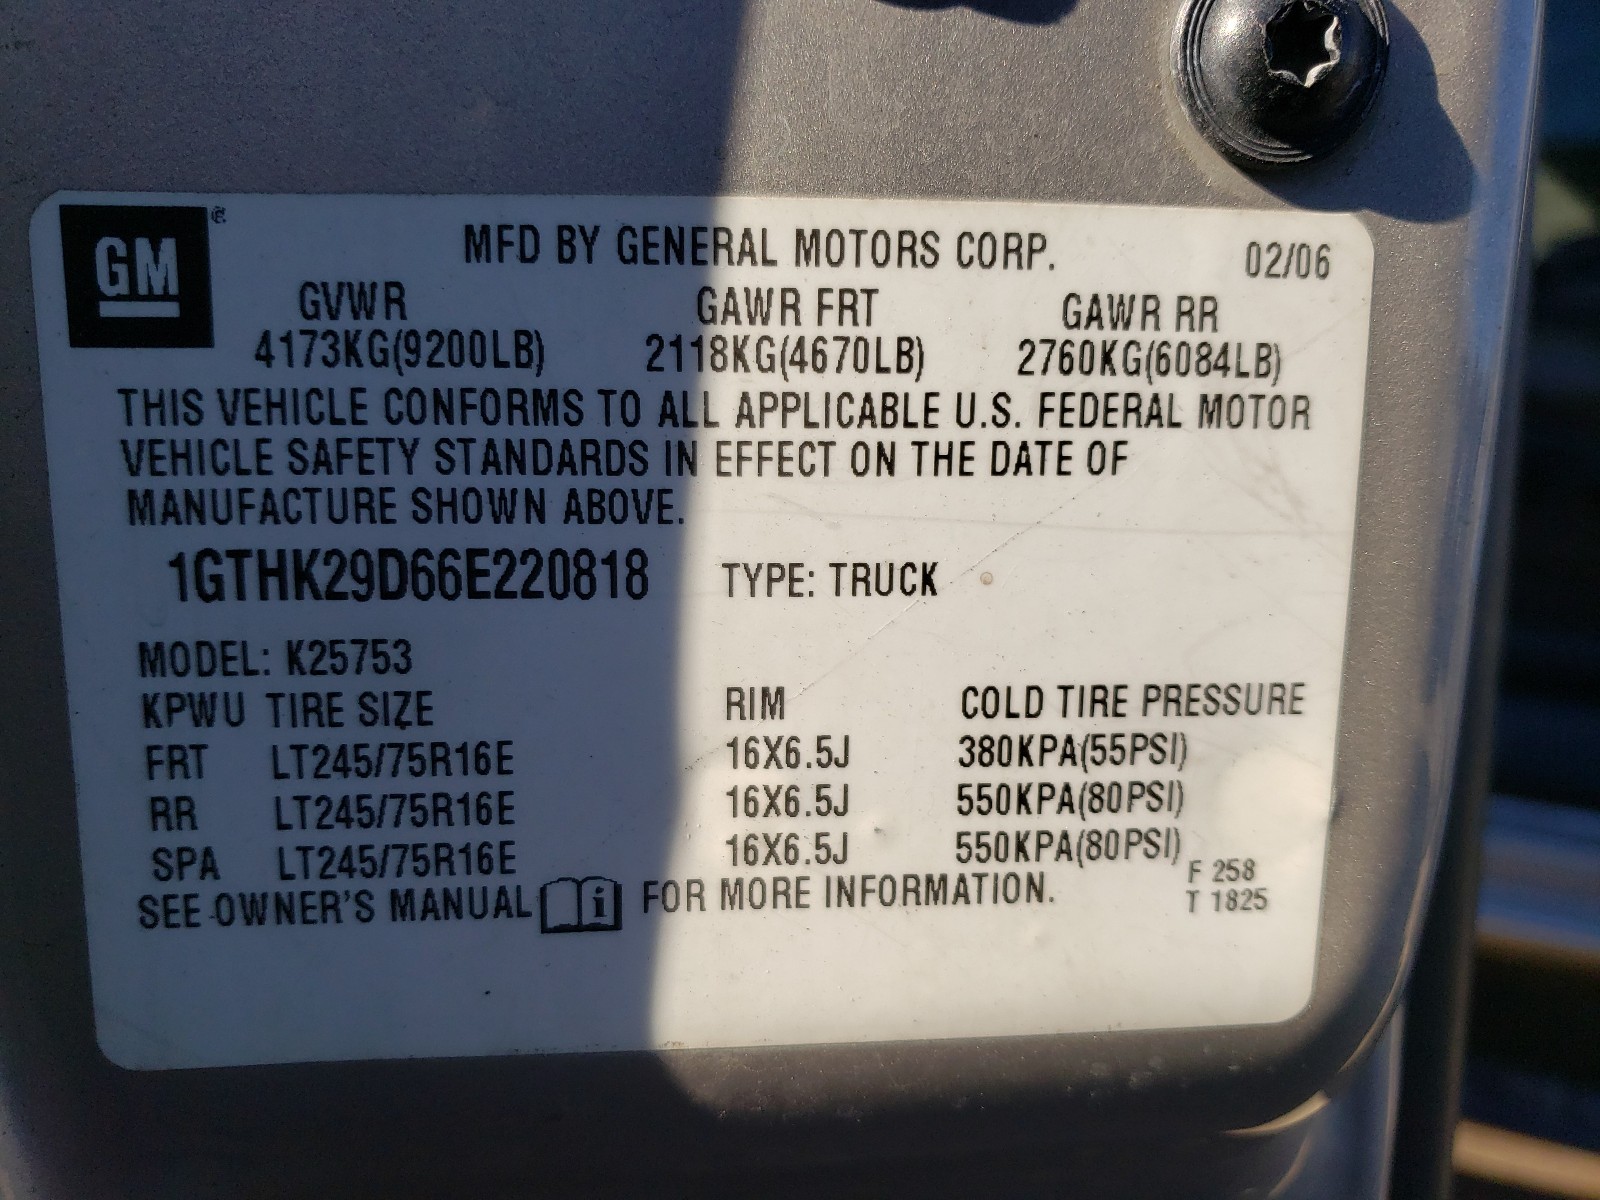 GM
MFD BY GENERAL MOTORS CORP. 02/06
GVWR GAWR FRT GAWR RR
4173KG(9200LB) 2118KG(4670LB) 2760KG(6084LB)
THIS VEHICLE CONFORMS TO ALL APPLICABLE U.S. FEDERAL MOTOR
VEHICLE SAFETY STANDARDS IN EFFECT ON THE DATE OF
MANUFACTURE SHOWN ABOVE.
1GTHK29D66E220818 TYPE: TRUCK
MODEL: K25753
KPWU TIRE SIZE RIM COLD TIRE PRESSURE
FRT LT245/75R16E 16X6.5J 380KPA(55PSI)
RR LT245/75R16E 16X6.5J 550KPA(80PSI)
SPA LT245/75R16E 16X6.5J 550KPA(80PSI)
SEE OWNER'S MANUAL i FOR MORE INFORMATION.
F 258
T 1825